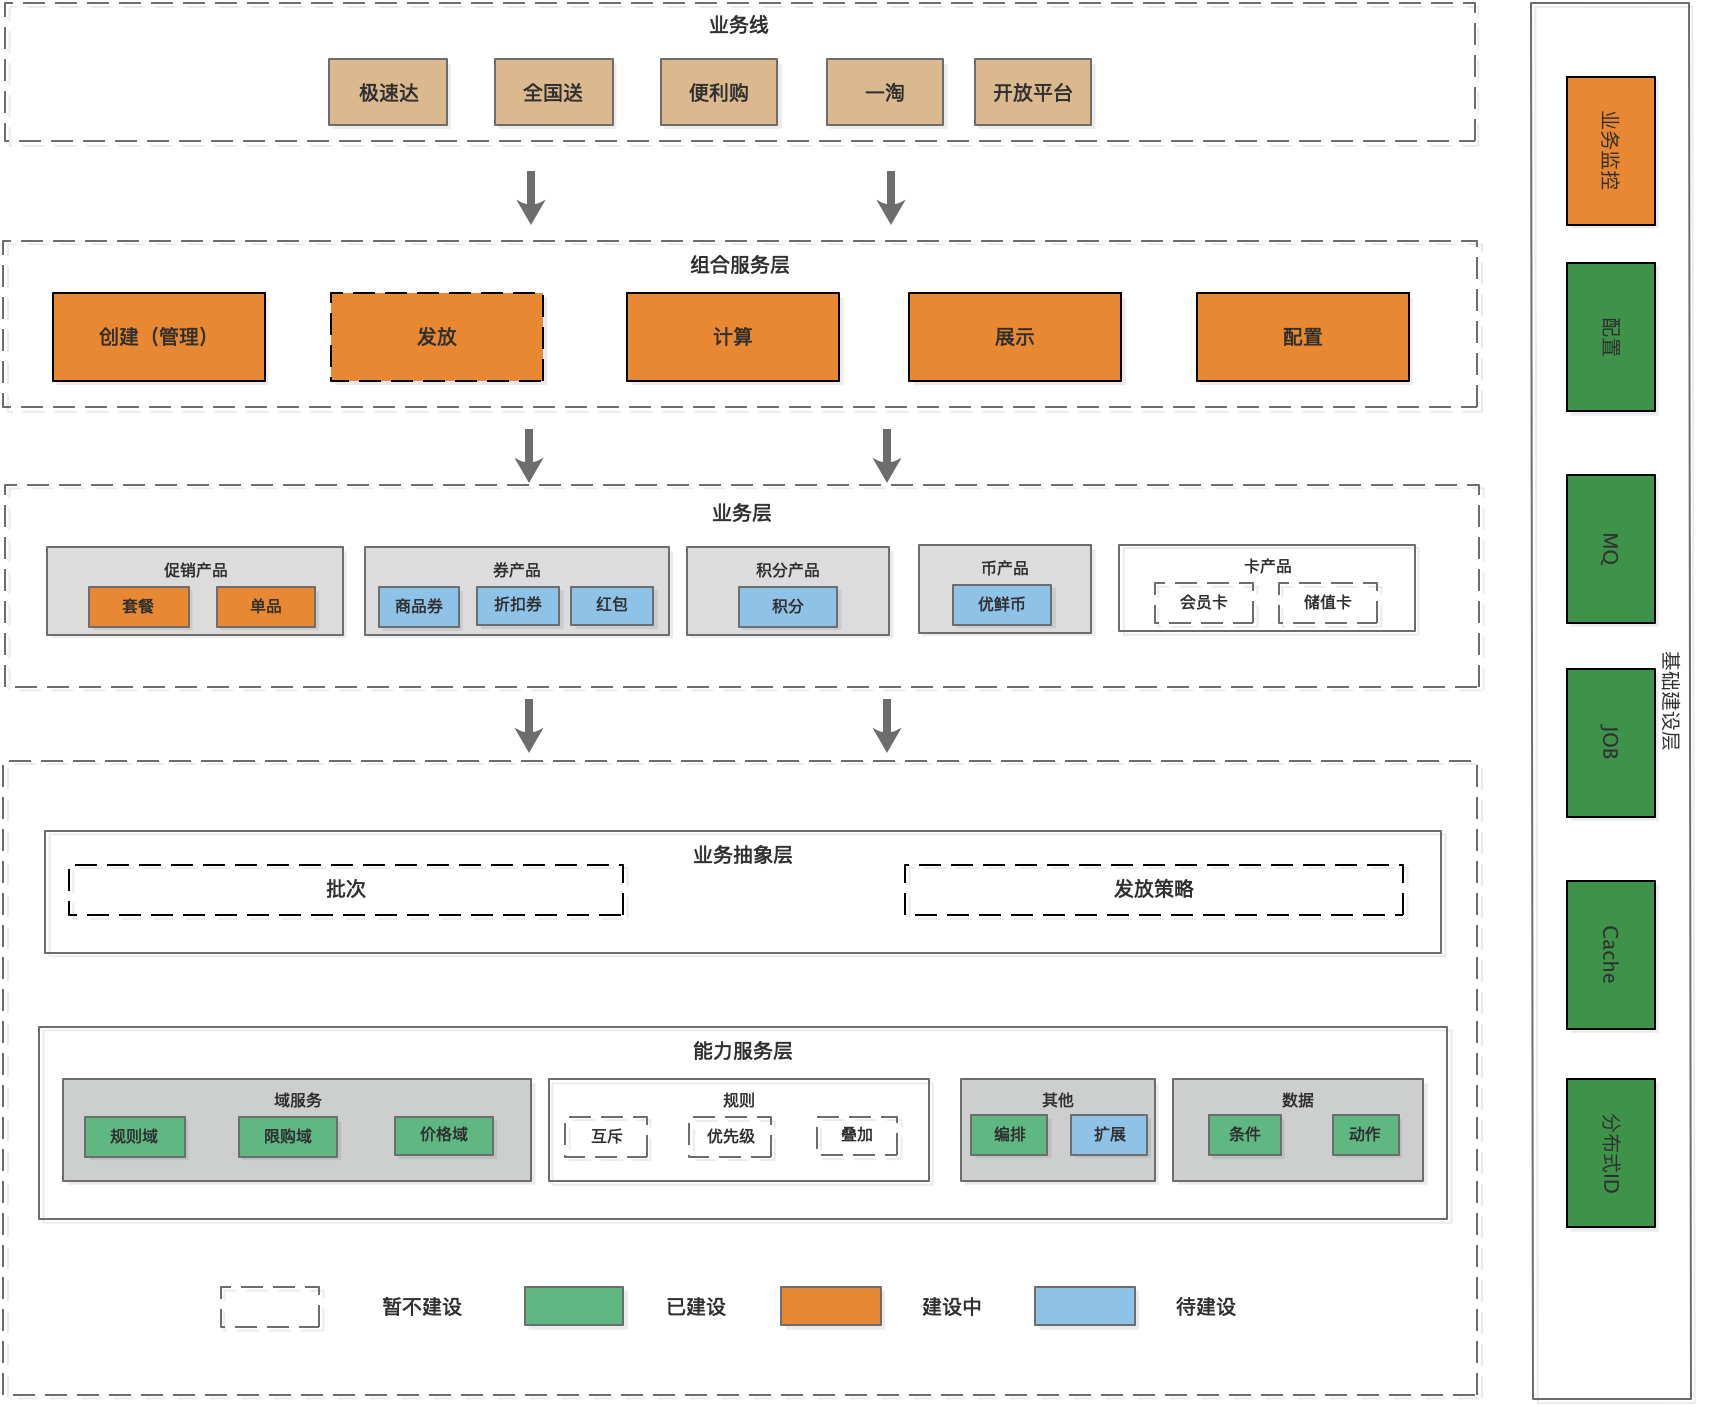 业务线
极速达
全国送
便利购
一淘
开放平台
组合服务层
创建（管理）
发放
计算
展示
配置
业务层
促销产品
套餐
单品
券产品
商品券
折扣券
红包
积分产品
积分
币产品
优鲜币
卡产品
会员卡
储值卡
业务抽象层
批次
发放策略
能力服务层
域服务
规则域
限购域
价格域
规则
互斥
优先级
叠加
其他
编排
扩展
数据
条件
动作
暂不建设
已建设
建设中
待建设
基础建设层
业务监控
配置
MQ
JOB
Cache
分布式ID